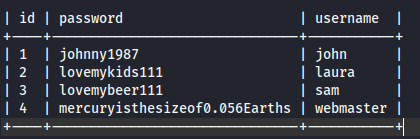 | id | password | username |
+----+-------------------------------+-----------+
| 1 | johnny1987 | john |
| 2 | lovemykids111 | laura |
| 3 | lovemybeer111 | sam |
| 4 | mercuryisthesizeof0.056Earths | webmaster |
+----+-------------------------------+-----------+